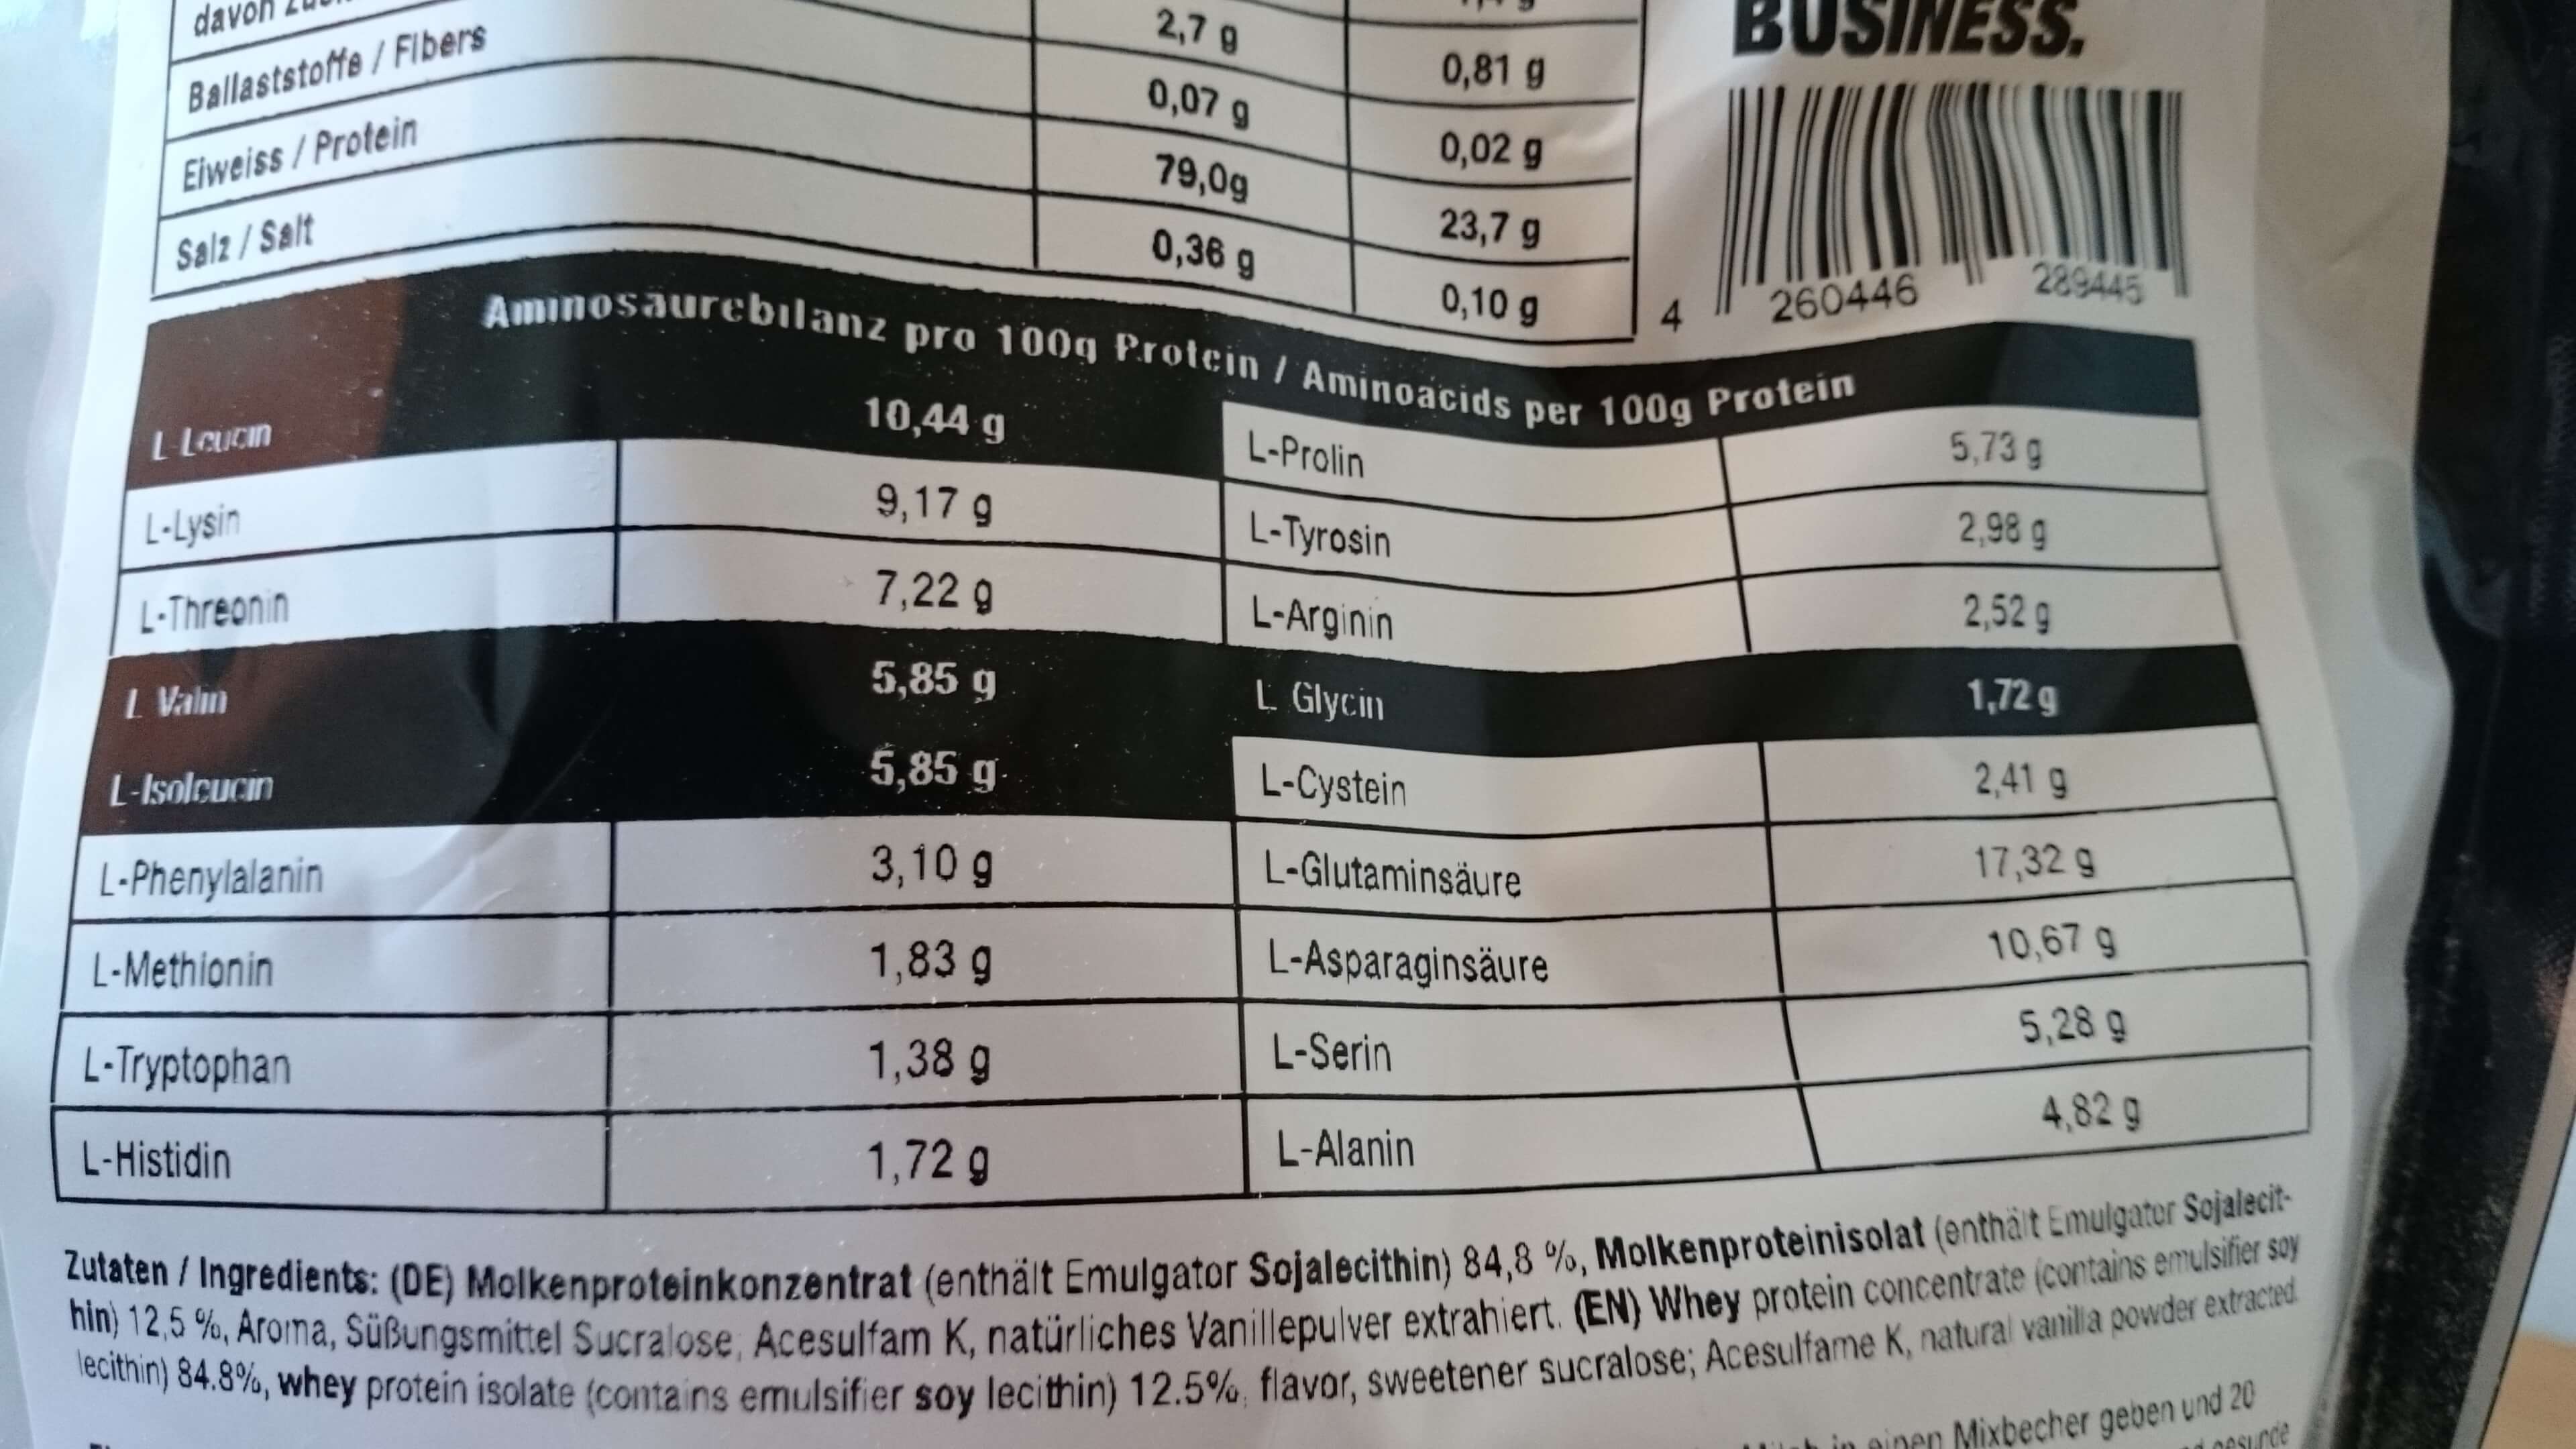 BUSINESS.
davon
2,7 g
0,81 g
Ballaststoffe / Fibers
0,07 g
0,02 g
Eiweiss / Protein
79,0g
23,7 g
Salz / Salt
0,36 g
0,10 g
4 260446 289445
Aminosäurebilanz pro 100g Protein / Aminoacids per 100g Protein
L-Leucin 10,44 g L-Prolin 5,73 g
L-Lysin 9,17 g L-Tyrosin 2,98 g
L-Threonin 7,22 g L-Arginin 2,52 g
L-Valin 5,85 g L-Glycin 1,72 g
L-Isoleucin 5,85 g L-Cystein 2,41 g
L-Phenylalanin 3,10 g L-Glutaminsäure 17,32 g
L-Methionin 1,83 g L-Asparaginsäure 10,67 g
L-Tryptophan 1,38 g L-Serin 5,28 g
L-Histidin 1,72 g L-Alanin 4,82 g
Zutaten / Ingredients: (DE) Molkenproteinkonzentrat (enthält Emulgator Sojalecithin) 84,8 %, Molkenproteinisolat (enthält Emulgator Sojalecit-
hin) 12,5 %, Aroma, Süßungsmittel Sucralose, Acesulfam K, natürliches Vanillepulver extrahiert. (EN) Whey protein concentrate (contains emulsifier soy
lecithin) 84.8%, whey protein isolate (contains emulsifier soy lecithin) 12.5%, flavor, sweetener sucralose; Acesulfame K, natural vanilla powder extracted.
in einen Mixbecher geben und 20